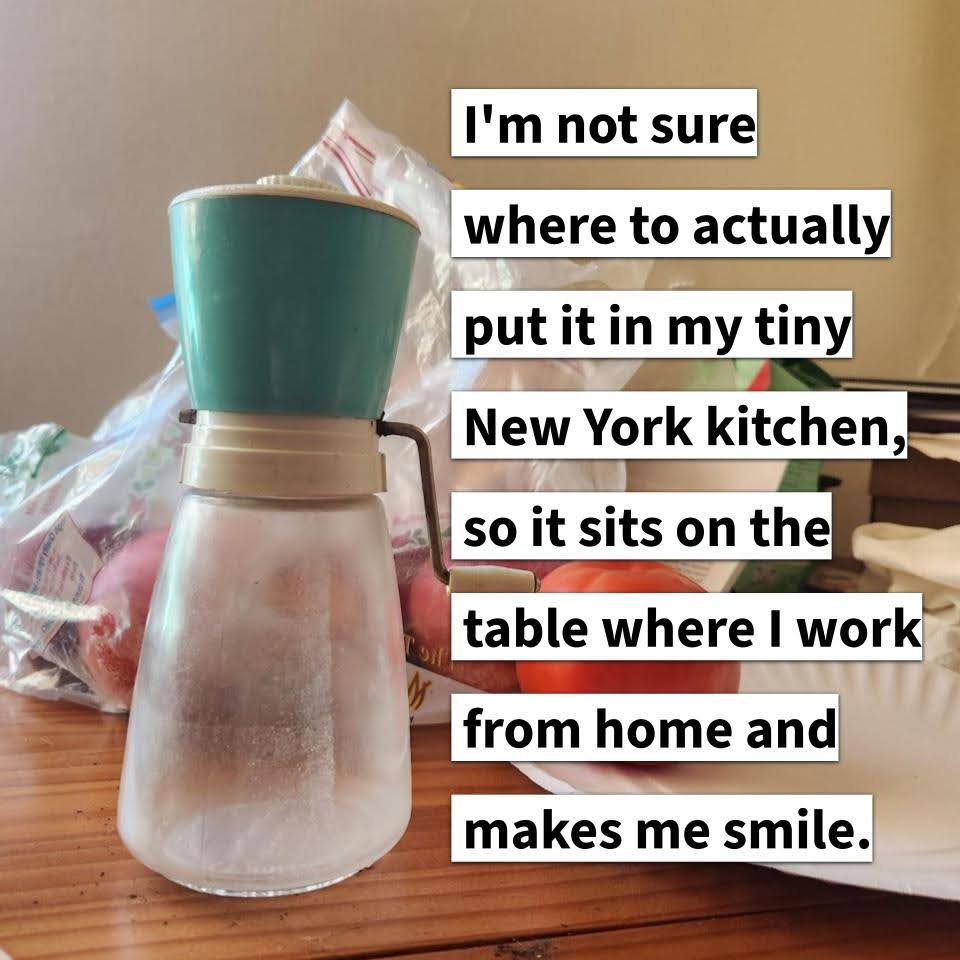 I'm not sure
where to actually
put it in my tiny
New York kitchen,
so it sits on the
table where I work
from home and
makes me smile.